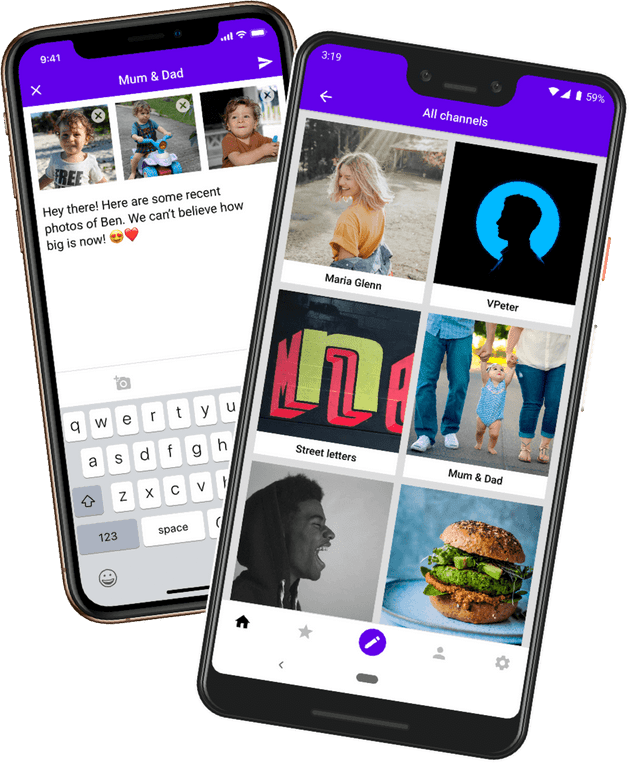 9:41
Mum & Dad
FREE
Hey there! Here are some recent
photos of Ben. We can't believe how
big is now! 😍❤️
q w e r t y u
a s d f g h
z x c v
123 space
3:19
59%
All channels
Maria Glenn
VPeter
n
Street letters
Mum & Dad